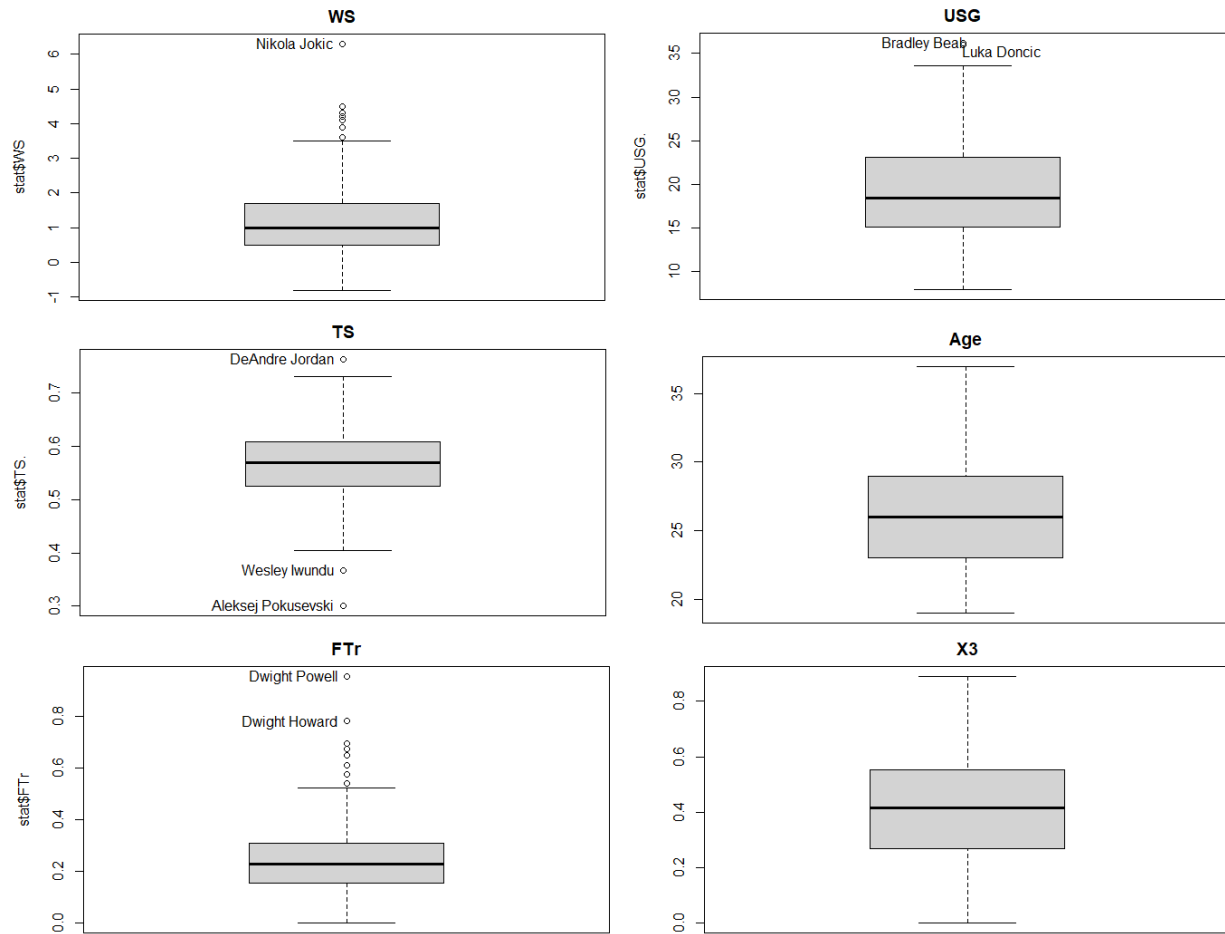 WS
Nikola Jokic
stat$WS
6
5
4
3
2
1
0
-1
USG
Bradley Beal
Luka Doncic
stat$USG.
35
30
25
20
15
10
TS
DeAndre Jordan
Wesley Iwundu
Aleksej Pokusevski
stat$TS.
0.7
0.6
0.5
0.4
0.3
Age
35
30
25
20
FTr
Dwight Powell
Dwight Howard
stat$FTr
0.8
0.6
0.4
0.2
0.0
X3
0.8
0.6
0.4
0.2
0.0